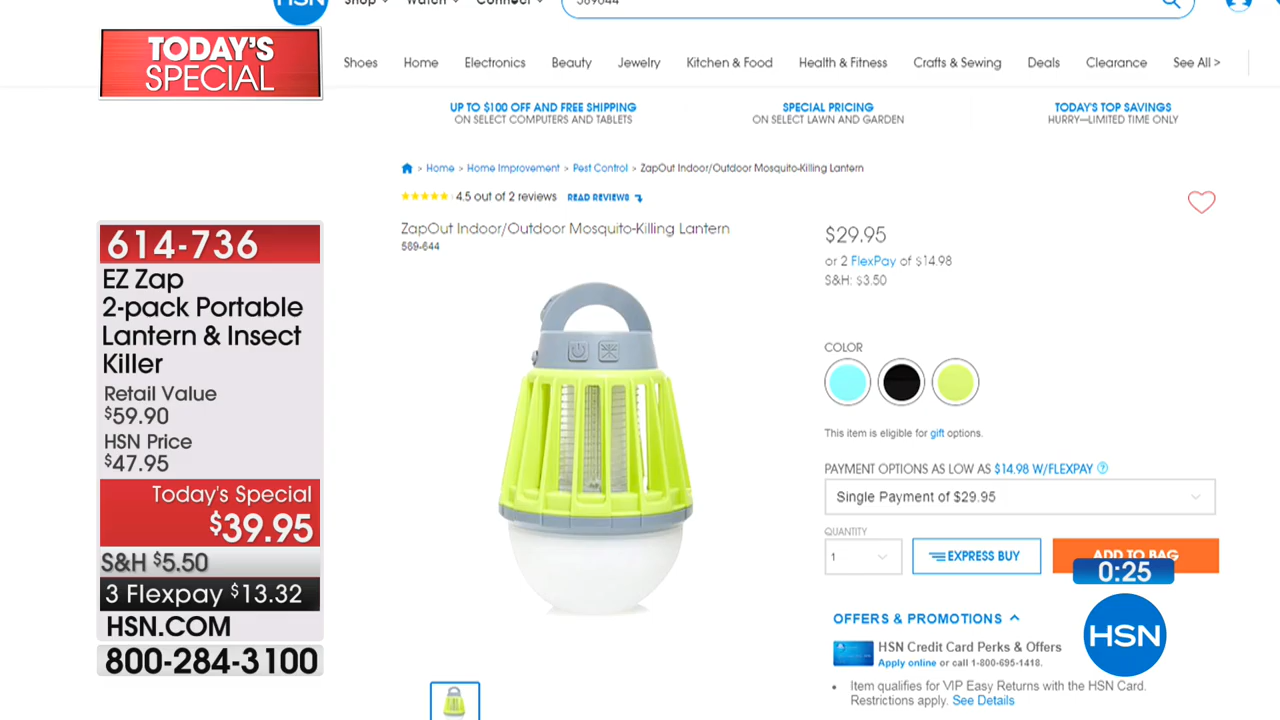 HSN
Shop
Watch
Connect
589644
TODAY'S
SPECIAL
Shoes
Home
Electronics
Beauty
Jewelry
Kitchen & Food
Health & Fitness
Crafts & Sewing
Deals
Clearance
See All >
UP TO $100 OFF AND FREE SHIPPING
ON SELECT COMPUTERS AND TABLETS
SPECIAL PRICING
ON SELECT LAWN AND GARDEN
TODAY'S TOP SAVINGS
HURRY—LIMITED TIME ONLY
> Home > Home Improvement > Pest Control > ZapOut Indoor/Outdoor Mosquito-Killing Lantern
4.5 out of 2 reviews READ REVIEWS
ZapOut Indoor/Outdoor Mosquito-Killing Lantern
589-644
$29.95
or 2 FlexPay of $14.98
S&H: $3.50
COLOR
This item is eligible for gift options.
PAYMENT OPTIONS AS LOW AS $14.98 W/FLEXPAY ?
Single Payment of $29.95
QUANTITY
1
EXPRESS BUY
ADD TO BAG
0:25
OFFERS & PROMOTIONS
HSN Credit Card Perks & Offers
Apply online or call 1-800-695-1418.
• Item qualifies for VIP Easy Returns with the HSN Card.
Restrictions apply. See Details
HSN
614-736
EZ Zap
2-pack Portable
Lantern & Insect
Killer
Retail Value
$59.90
HSN Price
$47.95
Today's Special
$39.95
S&H $5.50
3 Flexpay $13.32
HSN.COM
800-284-3100